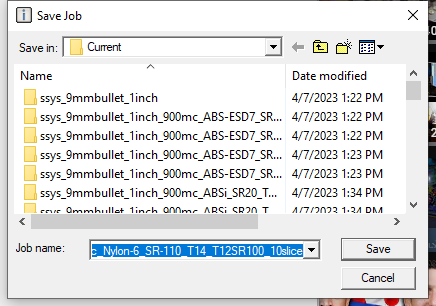 Save Job
Save in: Current
Name Date modified
ssys_9mmbullet_1inch 4/7/2023 1:22 PM
ssys_9mmbullet_1inch_900mc_ABS-ESD7_SR... 4/7/2023 1:22 PM
ssys_9mmbullet_1inch_900mc_ABS-ESD7_SR... 4/7/2023 1:22 PM
ssys_9mmbullet_1inch_900mc_ABS-ESD7_SR... 4/7/2023 1:23 PM
ssys_9mmbullet_1inch_900mc_ABS-ESD7_SR... 4/7/2023 1:23 PM
ssys_9mmbullet_1inch_900mc_ABSi_SR20_T... 4/7/2023 1:34 PM
ssys_9mmbullet_1inch_900mc_ABSi_SR20_T... 4/7/2023 1:34 PM
Job name: c_Nylon-6_SR-110_T14_T12SR100_10slice Save
Cancel